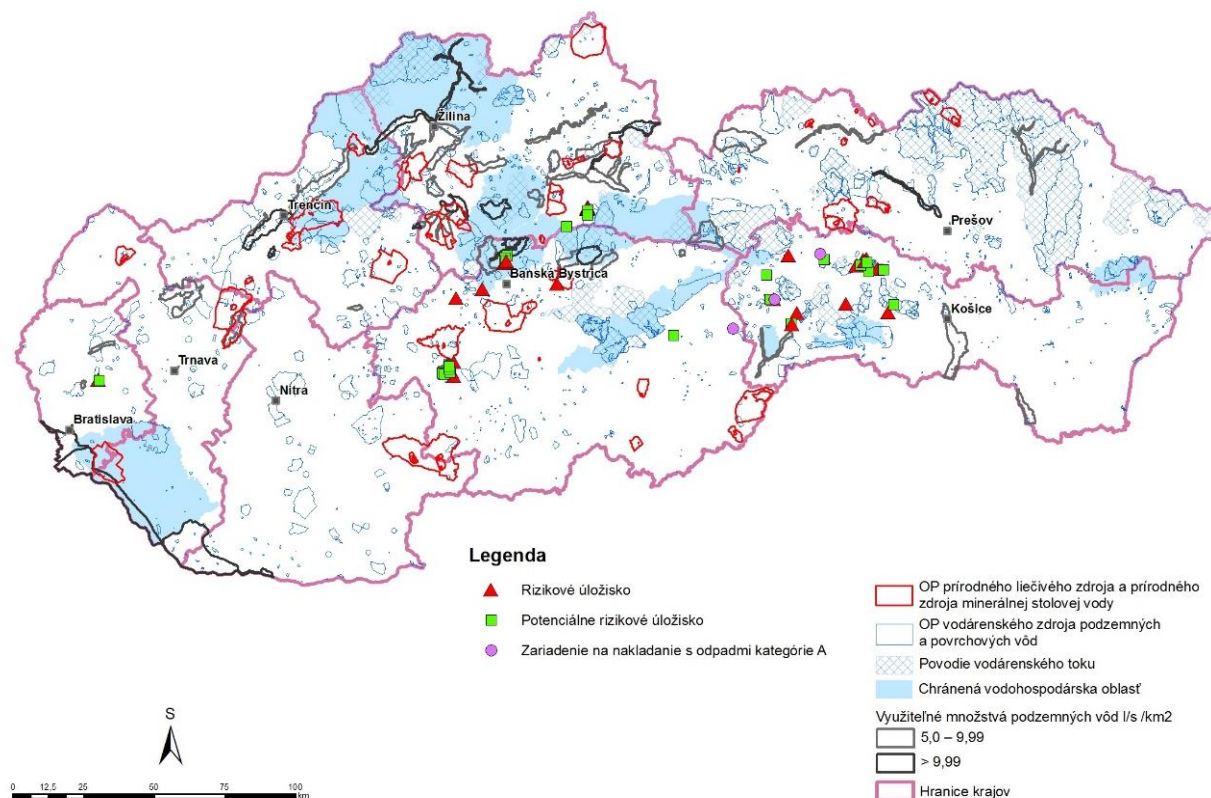 Žilina
Trenčín
Prešov
Banská Bystrica
Košice
Trnava
Nitra
Bratislava
Legenda
Rizikové úložisko
Potenciálne rizikové úložisko
Zariadenie na nakladanie s odpadmi kategórie A
OP prírodného liečivého zdroja a prírodného
zdroja minerálnej stolovej vody
OP vodárenského zdroja podzemných
a povrchových vôd
Povodie vodárenského toku
Chránená vodohospodárska oblasť
Využiteľné množstvá podzemných vôd l/s /km2
5,0 – 9,99
> 9,99
Hranice krajov
S
0 12,5 25 50 75 100
km